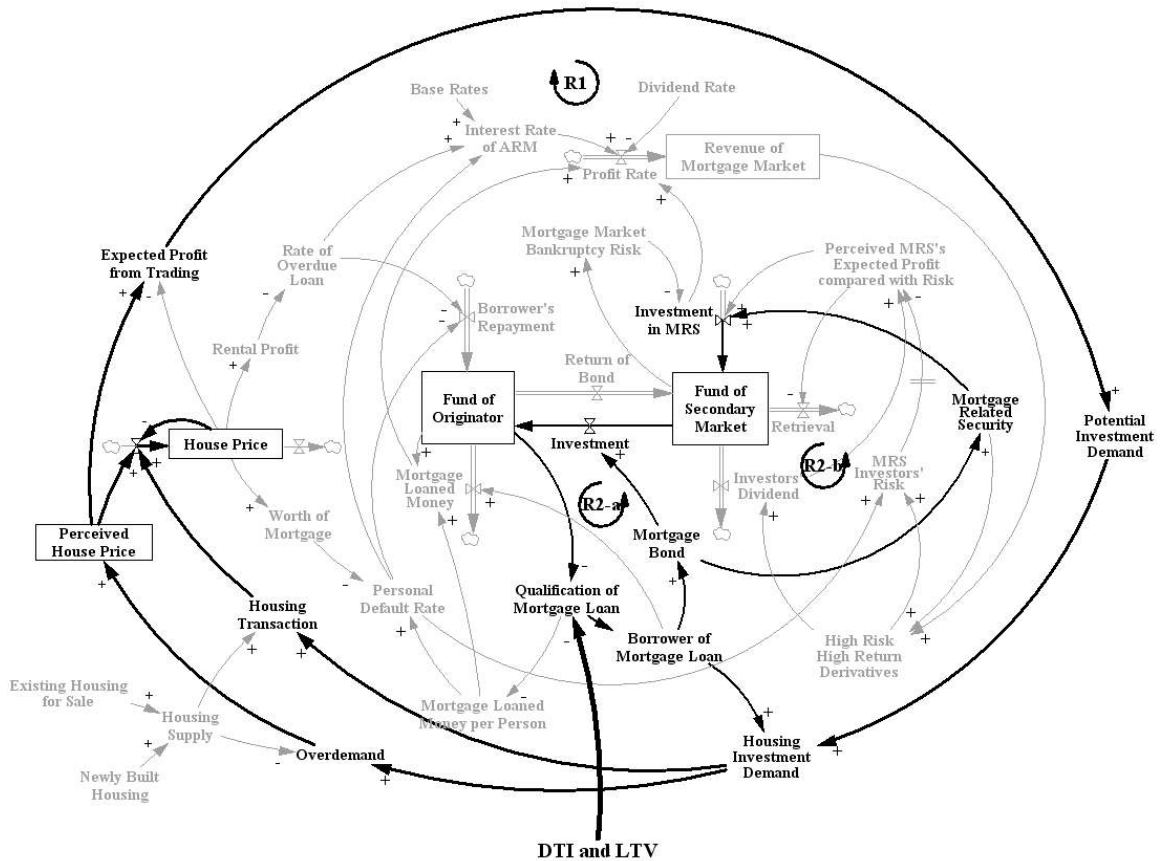 R1
Base Rates
Dividend Rate
Interest Rate
of ARM
Revenue of
Mortgage Market
Profit Rate
Expected Profit
from Trading
Rate of
Overdue
Loan
Mortgage Market
Bankruptcy Risk
Perceived MRS's
Expected Profit
compared with Risk
Borrower's
Repayment
Investment
in MRS
Rental Profit
Return of
Bond
Fund of
Originator
Fund of
Secondary
Market
Mortgage
Related
Security
Potential
Investment
Demand
House Price
Investment
Retrieval
Mortgage
Loaned
Money
R2-a
R2-b
Investors'
Dividend
MRS
Investors'
Risk
Worth of
Mortgage
Perceived
House Price
Mortgage
Bond
Personal
Default Rate
Qualification of
Mortgage Loan
Housing
Transaction
Borrower of
Mortgage Loan
High Risk
High Return
Derivatives
Existing Housing
for Sale
Housing
Supply
Mortgage Loaned
Money per Person
Overdemand
Housing
Investment
Demand
Newly Built
Housing
DTI and LTV